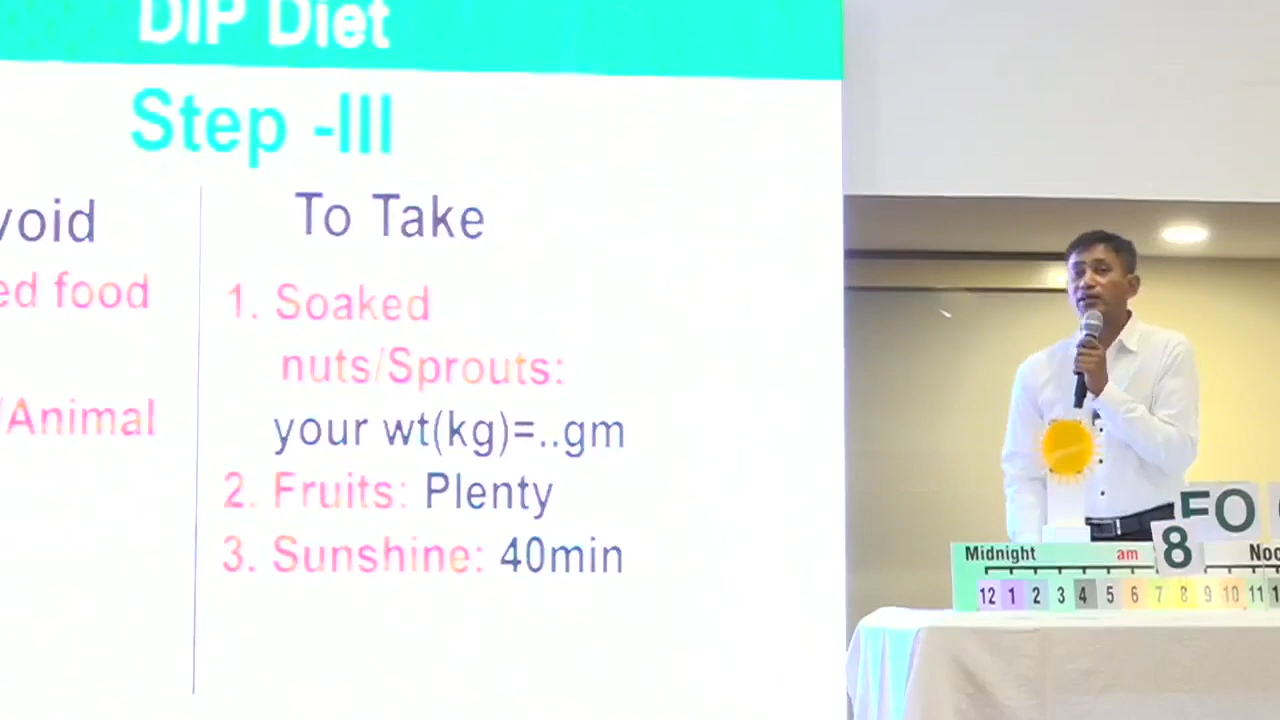 DIP Diet
Step -III
void
ed food
/Animal
To Take
1. Soaked
nuts/Sprouts:
your wt(kg)=..gm
2. Fruits: Plenty
3. Sunshine: 40min
FO
8
Midnight am Noo
12 1 2 3 4 5 6 7 8 9 10 11 1